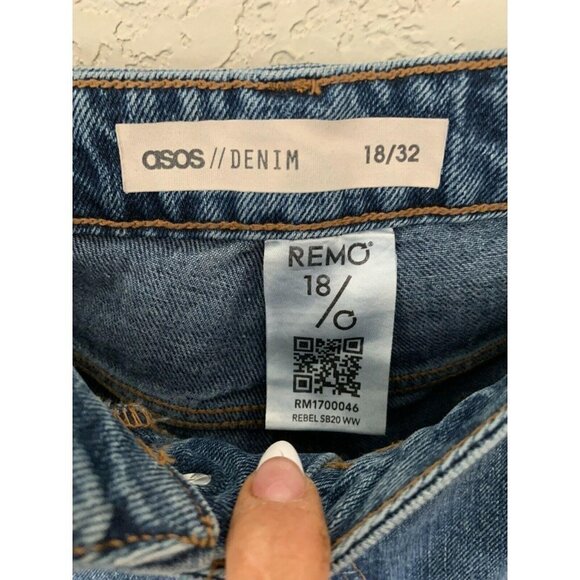 asos//DENIM 18/32
REMO
18
RM1700046
REBEL SB20 WW